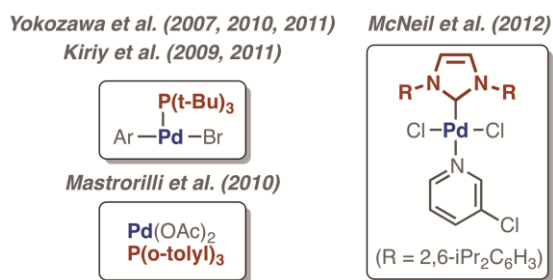 Yokozawa et al. (2007, 2010, 2011)
Kiriy et al. (2009, 2011)
P(t-Bu)3
Ar—Pd—Br
Mastrorilli et al. (2010)
Pd(OAc)2
P(o-tolyl)3
McNeil et al. (2012)
R N N R
Cl—Pd—Cl
N
Cl
(R = 2,6-iPr2C6H3)